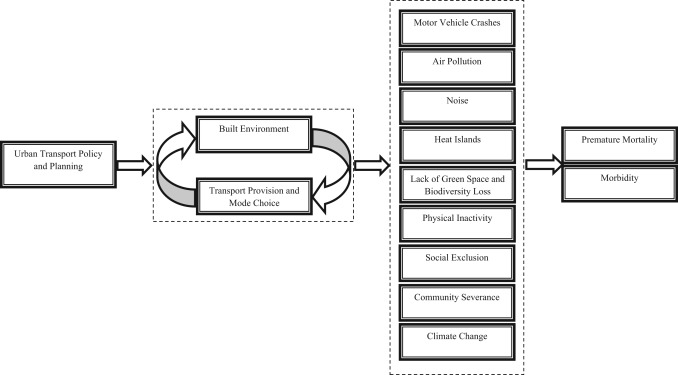 Urban Transport Policy
and Planning
Built Environment
Transport Provision and
Mode Choice
Motor Vehicle Crashes
Air Pollution
Noise
Heat Islands
Lack of Green Space and
Biodiversity Loss
Physical Inactivity
Social Exclusion
Community Severance
Climate Change
Premature Mortality
Morbidity